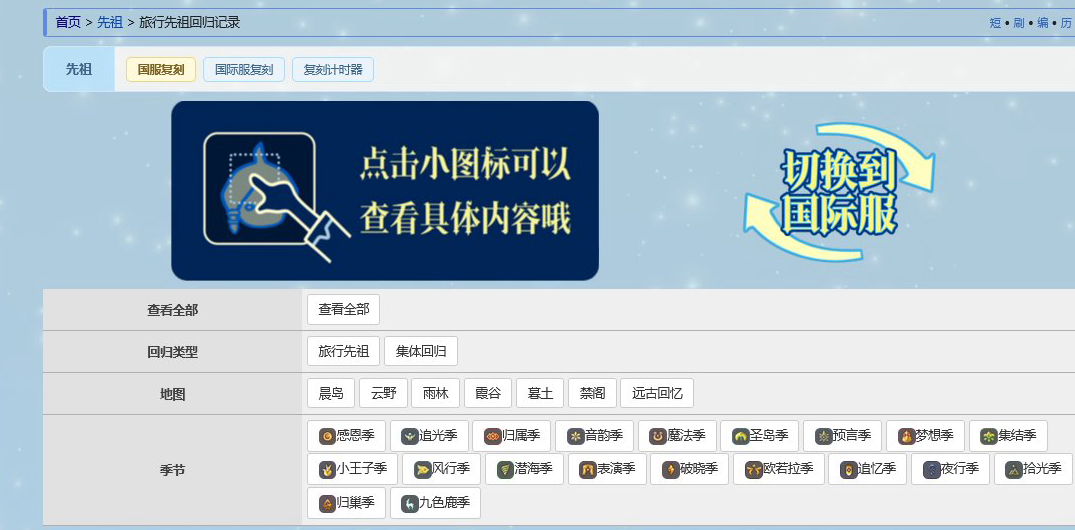 首页 > 先祖 > 旅行先祖回归记录
短 • 刷 • 编 • 历
先祖 国服复刻 国际服复刻 复刻计时器
点击小图标可以
查看具体内容哦
切换到
国际服
查看全部 查看全部
回归类型 旅行先祖 集体回归
地图 晨岛 云野 雨林 霞谷 暮土 禁阁 远古回忆
季节
感恩季 追光季 归属季 音韵季 魔法季 圣岛季 预言季 梦想季 集结季
小王子季 风行季 潜海季 表演季 破晓季 欧若拉季 追忆季 夜行季 拾光季
归巢季 九色鹿季